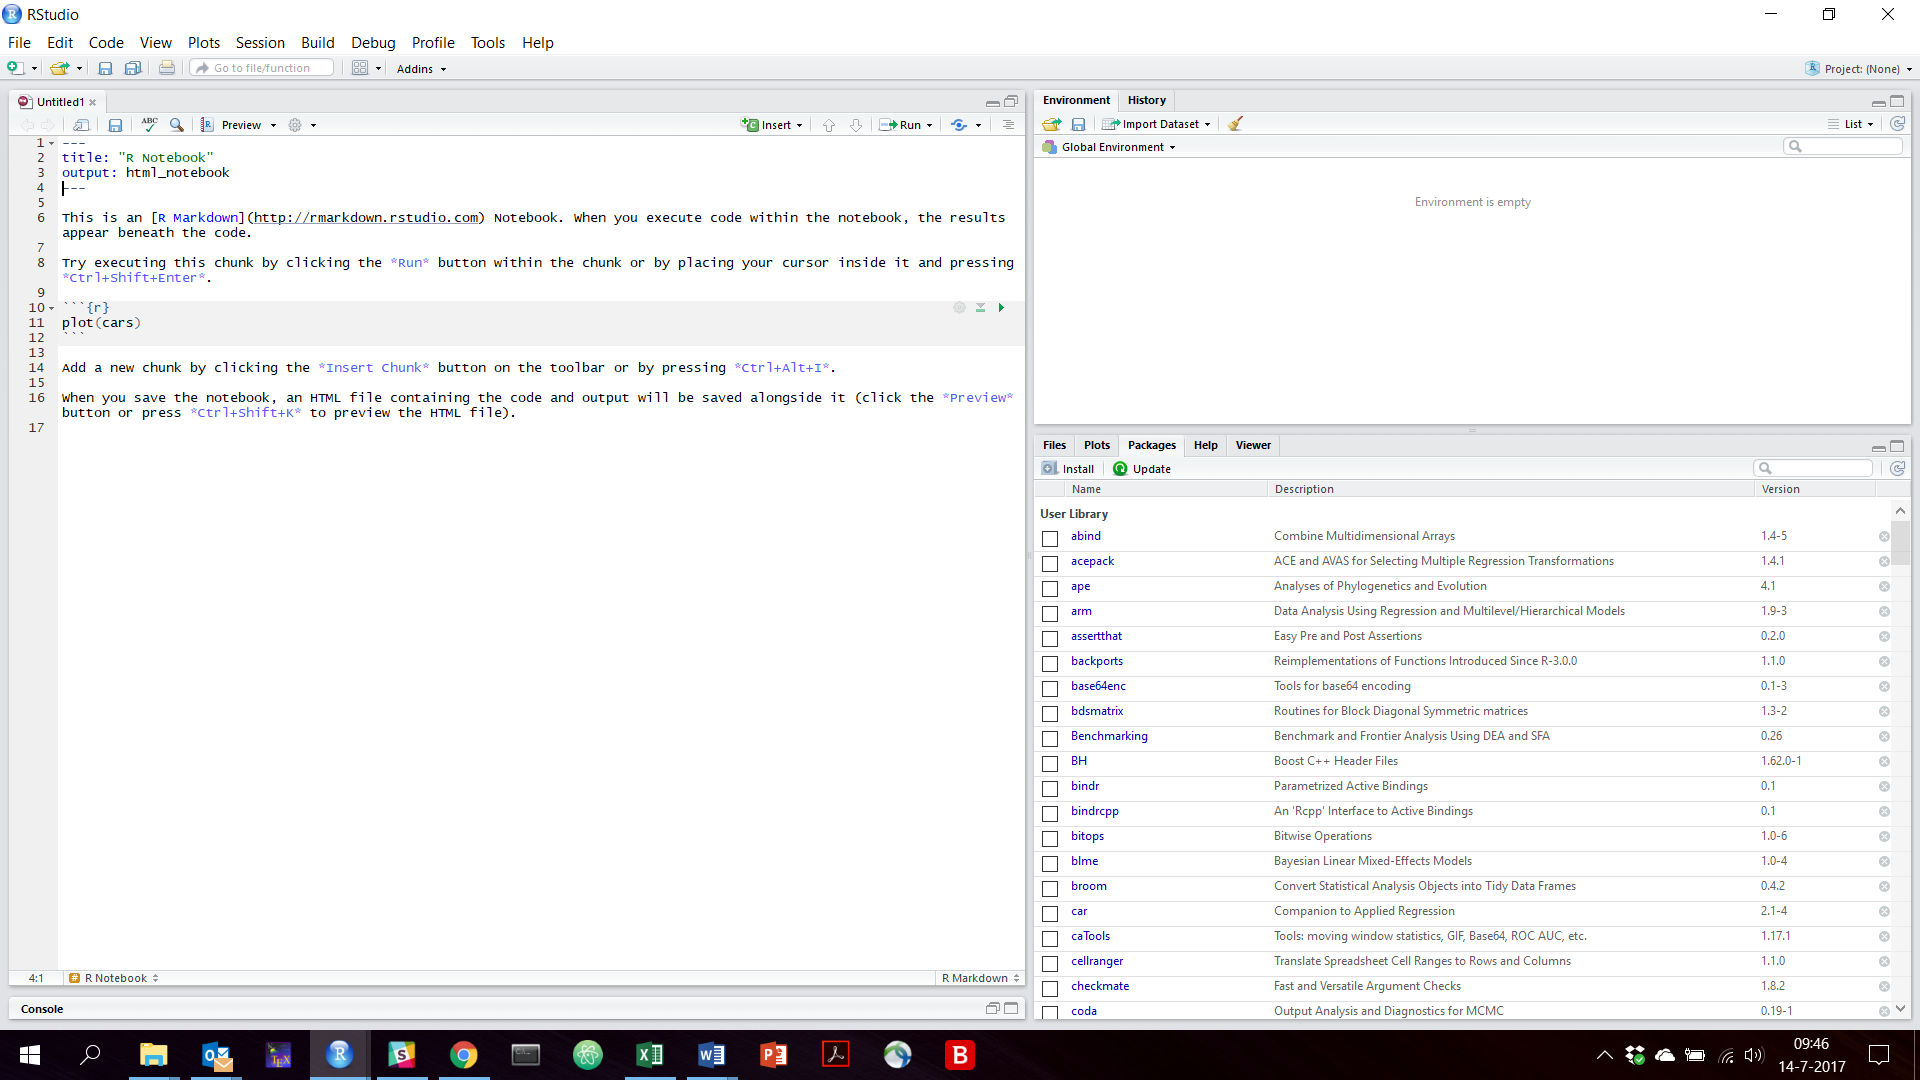 RStudio
File Edit Code View Plots Session Build Debug Profile Tools Help
Go to file/function Addins Project: (None)
Untitled1
ABC Preview Insert Run
1 ---
2 title: "R Notebook"
3 output: html_notebook
4 ---
5
6 This is an [R Markdown](http://rmarkdown.rstudio.com) Notebook. When you execute code within the notebook, the results
appear beneath the code.
7
8 Try executing this chunk by clicking the *Run* button within the chunk or by placing your cursor inside it and pressing
*Ctrl+Shift+Enter*.
9
10 ```{r}
11 plot(cars)
12 ```
13
14 Add a new chunk by clicking the *Insert Chunk* button on the toolbar or by pressing *Ctrl+Alt+I*.
15
16 When you save the notebook, an HTML file containing the code and output will be saved alongside it (click the *Preview*
button or press *Ctrl+Shift+K* to preview the HTML file).
17
4:1 R Notebook R Markdown
Console
Environment History
Import Dataset List
Global Environment
Environment is empty
Files Plots Packages Help Viewer
Install Update
Name Description Version
User Library
abind Combine Multidimensional Arrays 1.4-5
acepack ACE and AVAS for Selecting Multiple Regression Transformations 1.4.1
ape Analyses of Phylogenetics and Evolution 4.1
arm Data Analysis Using Regression and Multilevel/Hierarchical Models 1.9-3
assertthat Easy Pre and Post Assertions 0.2.0
backports Reimplementations of Functions Introduced Since R-3.0.0 1.1.0
base64enc Tools for base64 encoding 0.1-3
bdsmatrix Routines for Block Diagonal Symmetric matrices 1.3-2
Benchmarking Benchmark and Frontier Analysis Using DEA and SFA 0.26
BH Boost C++ Header Files 1.62.0-1
bindr Parametrized Active Bindings 0.1
bindrcpp An 'Rcpp' Interface to Active Bindings 0.1
bitops Bitwise Operations 1.0-6
blme Bayesian Linear Mixed-Effects Models 1.0-4
broom Convert Statistical Analysis Objects into Tidy Data Frames 0.4.2
car Companion to Applied Regression 2.1-4
caTools Tools: moving window statistics, GIF, Base64, ROC AUC, etc. 1.17.1
cellranger Translate Spreadsheet Cell Ranges to Rows and Columns 1.1.0
checkmate Fast and Versatile Argument Checks 1.8.2
coda Output Analysis and Diagnostics for MCMC 0.19-1
09:46
14-7-2017